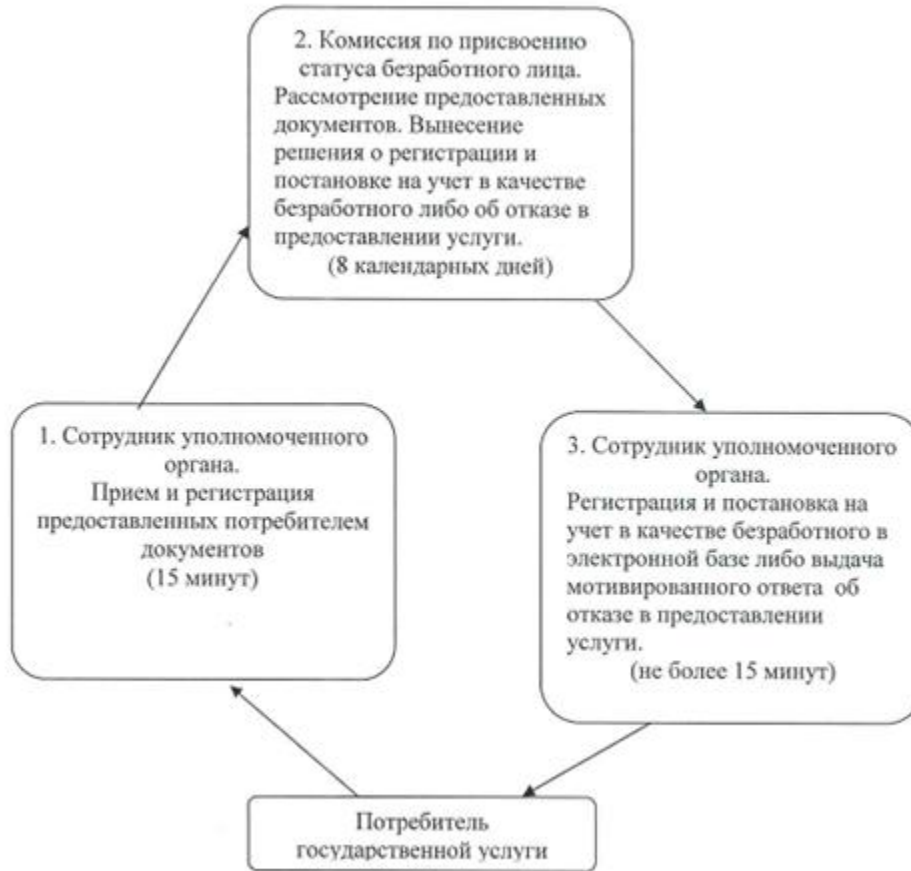 2. Комиссия по присвоению
статуса безработного лица.
Рассмотрение предоставленных
документов. Вынесение
решения о регистрации и
постановке на учет в качестве
безработного либо об отказе в
предоставлении услуги.
(8 календарных дней)
1. Сотрудник уполномоченного
органа.
Прием и регистрация
предоставленных потребителем
документов
(15 минут)
3. Сотрудник уполномоченного
органа.
Регистрация и постановка на
учет в качестве безработного в
электронной базе либо выдача
мотивированного ответа об
отказе в предоставлении
услуги.
(не более 15 минут)
Потребитель
государственной услуги